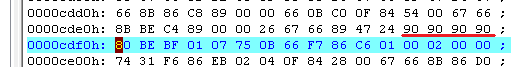 0000cdd0h: 66 8B 86 C8 89 00 00 66 0B C0 0F 84 54 00 67 66 ;
0000cde0h: 8B BE C4 89 00 00 26 67 66 89 47 24 90 90 90 90 ;
0000cdf0h: 80 BE BF 01 07 75 0B 66 F7 86 C6 01 00 02 00 00 ;
0000ce00h: 74 31 F6 86 EB 02 04 0F 84 28 00 67 66 8B 86 D0 ;